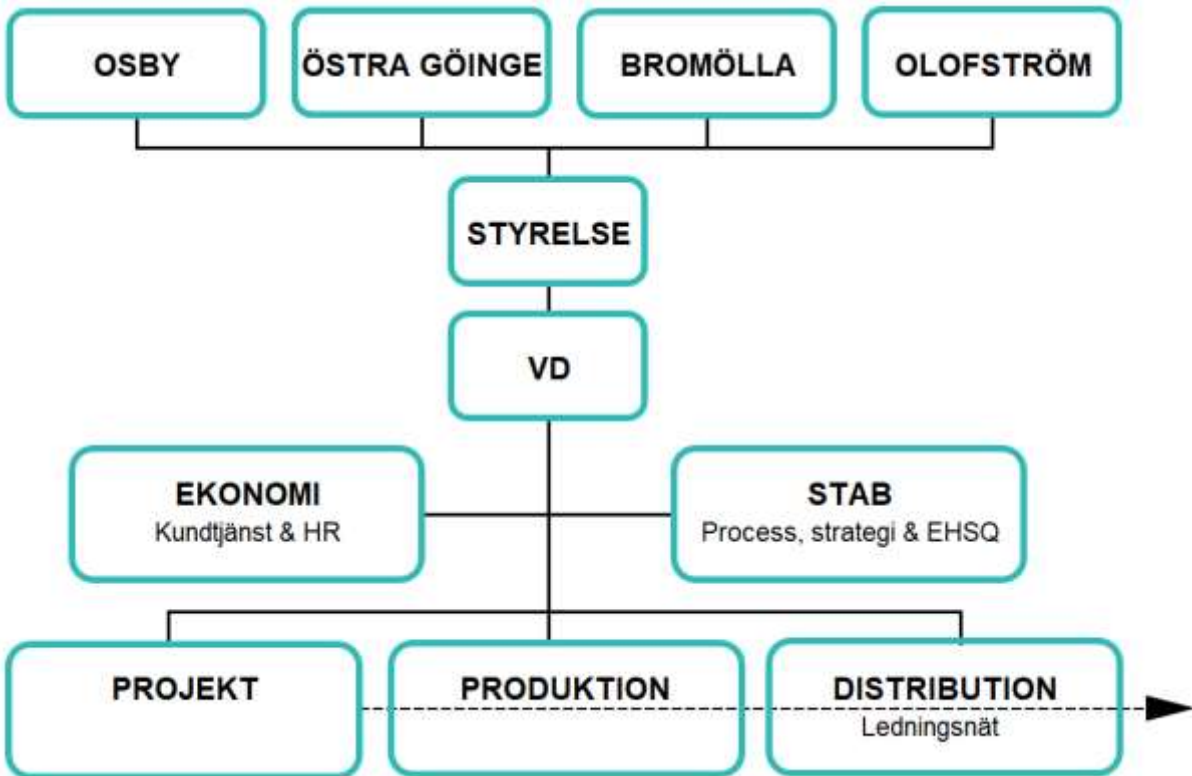 OSBY
ÖSTRA GÖINGE
BROMÖLLA
OLOFSTRÖM
STYRELSE
VD
EKONOMI
Kundtjänst & HR
STAB
Process, strategi & EHSQ
PROJEKT
PRODUKTION
DISTRIBUTION
Ledningsnät